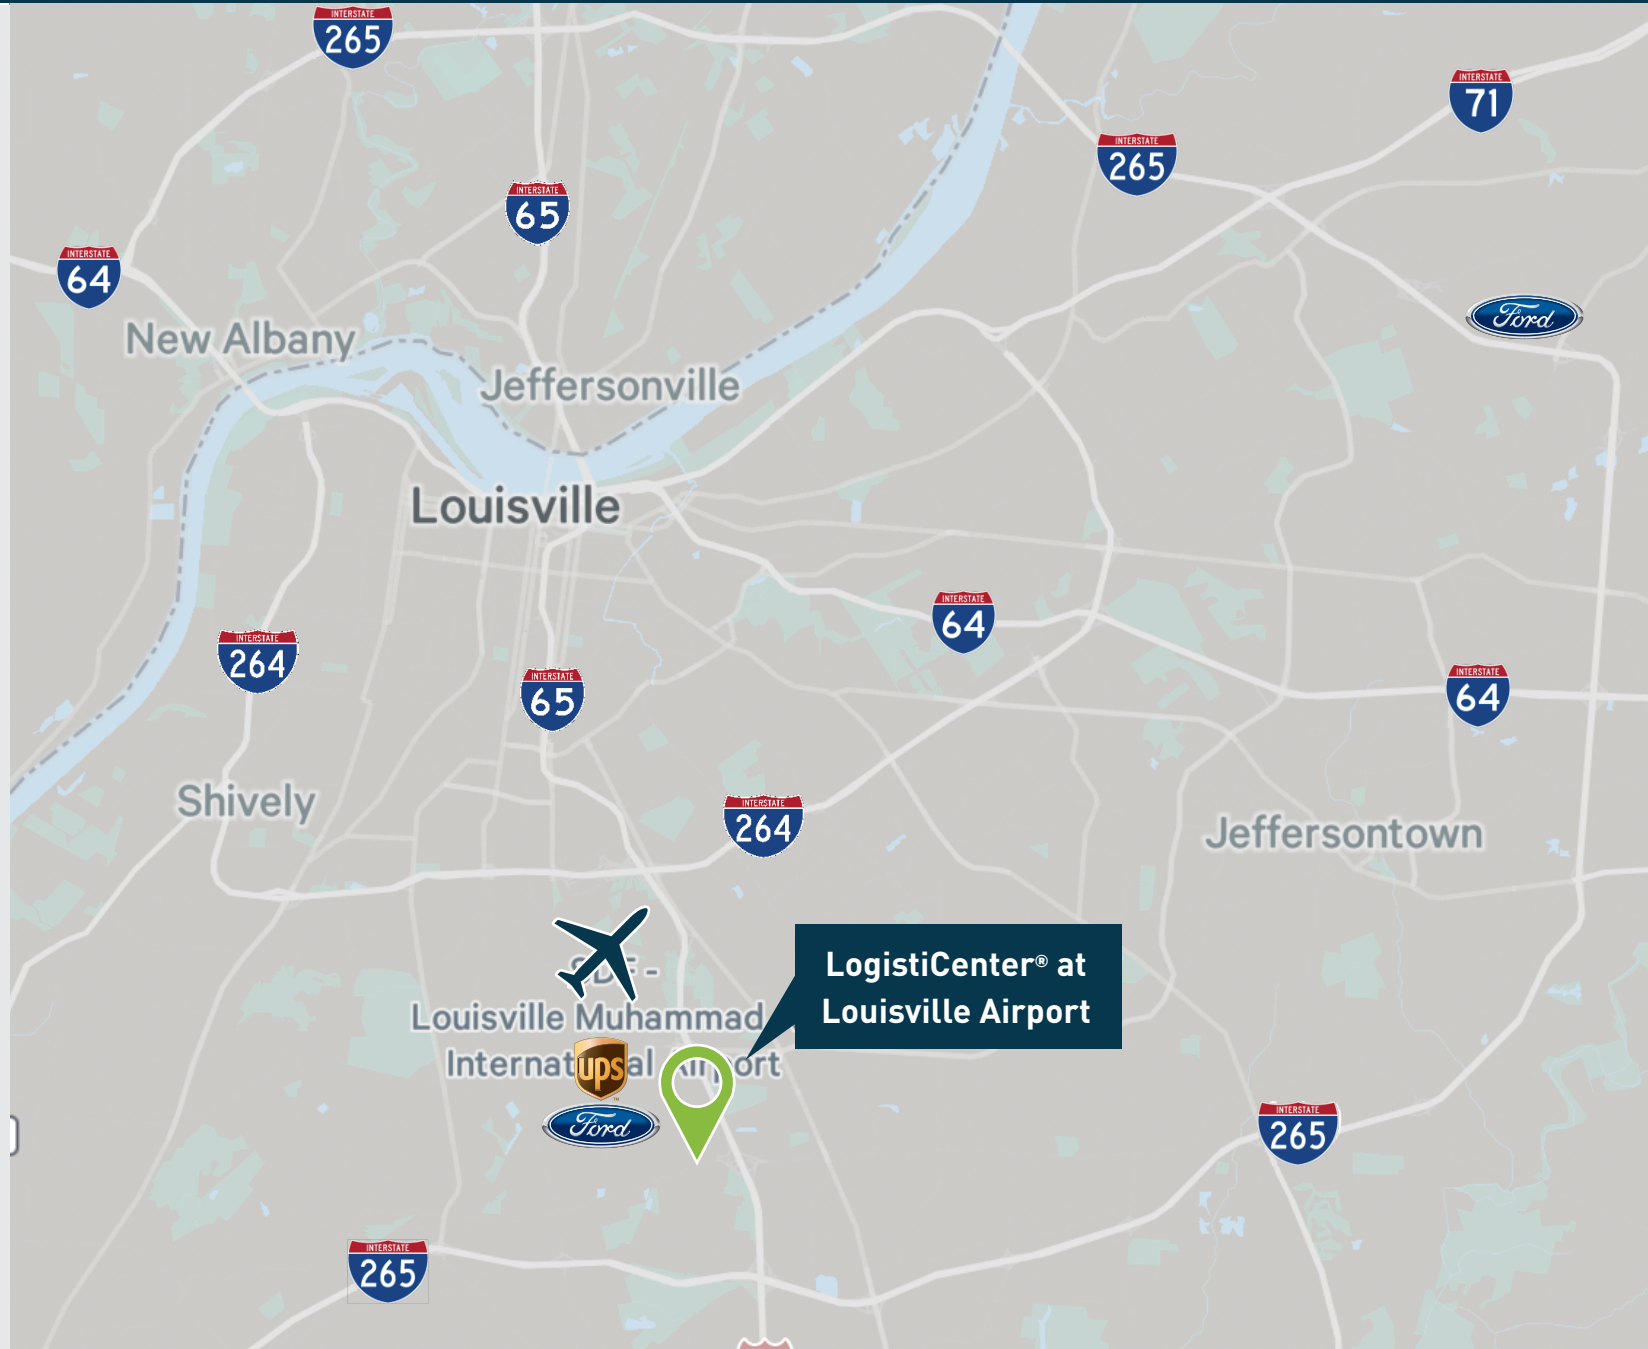 INTERSTATE
265
INTERSTATE
71
INTERSTATE
265
INTERSTATE
65
INTERSTATE
64
Ford
New Albany
Jeffersonville
Louisville
INTERSTATE
64
INTERSTATE
264
INTERSTATE
65
INTERSTATE
64
Shively
INTERSTATE
264
Jeffersontown
LogistiCenter® at
Louisville Airport
SDF -
Louisville Muhammad
Airport
ups
Ford
INTERSTATE
265
INTERSTATE
265